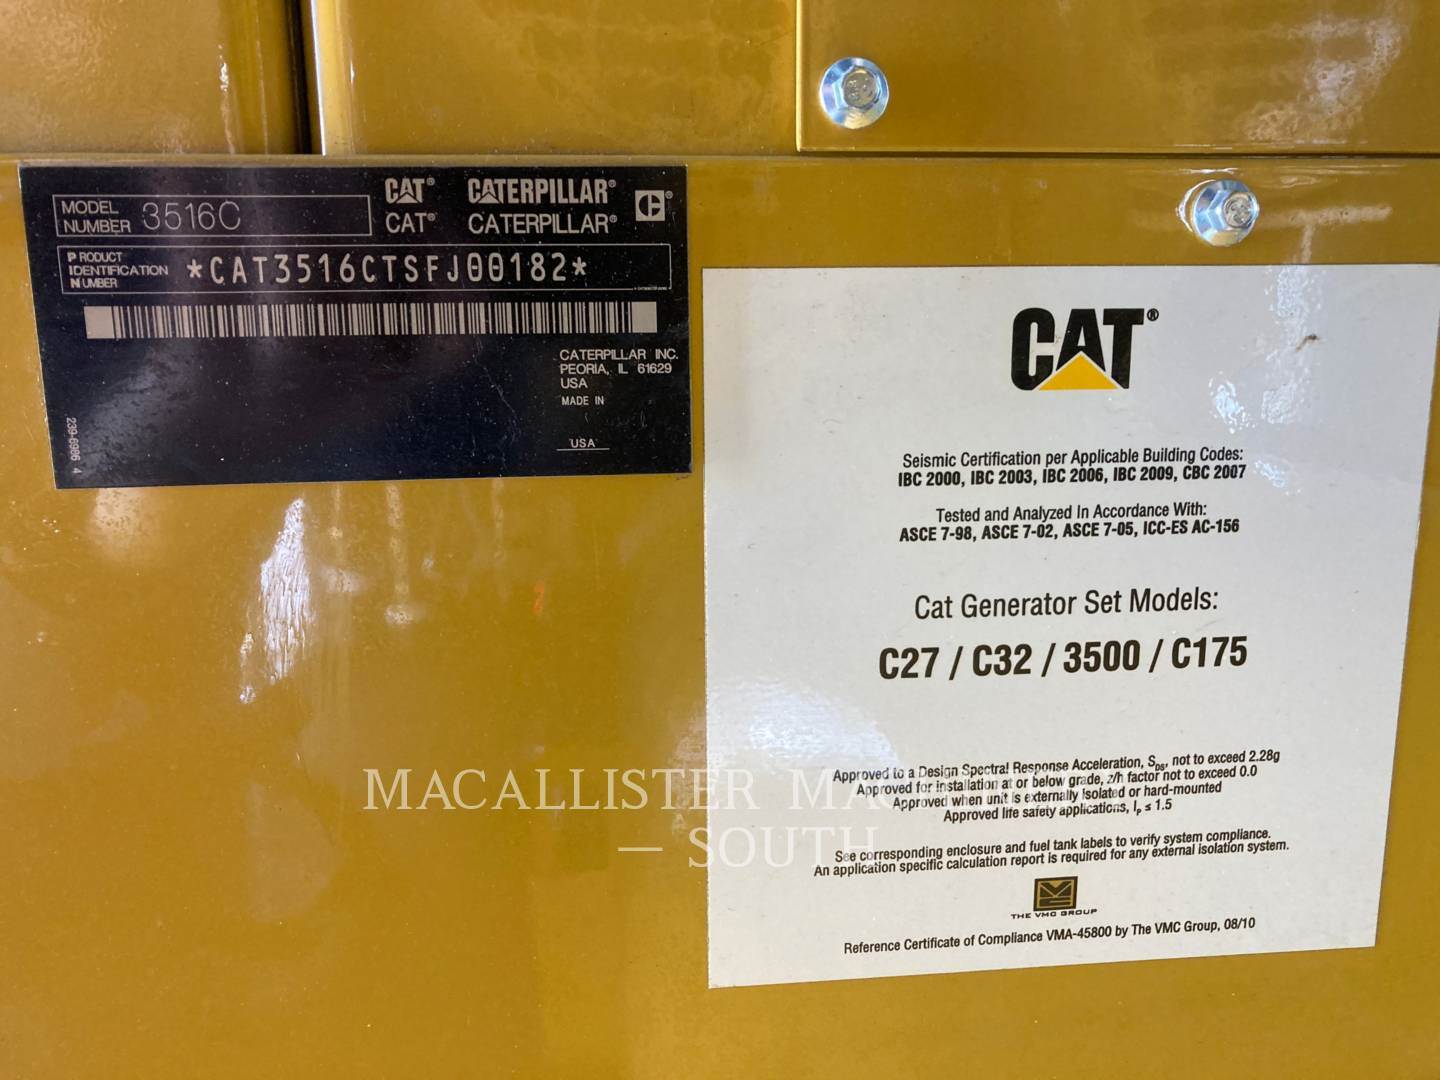 MODEL NUMBER 3516C
CAT® CATERPILLAR®
CAT® CATERPILLAR®
PRODUCT IDENTIFICATION NUMBER *CAT3516CTSFJ00182*
CATERPILLAR INC.
PEORIA, IL 61629
USA
MADE IN
USA
239-6986 4
CAT®
Seismic Certification per Applicable Building Codes:
IBC 2000, IBC 2003, IBC 2006, IBC 2009, CBC 2007
Tested and Analyzed In Accordance With:
ASCE 7-98, ASCE 7-02, ASCE 7-05, ICC-ES AC-156
Cat Generator Set Models:
C27 / C32 / 3500 / C175
Approved to a Design Spectral Response Acceleration, SDS, not to exceed 2.28g
Approved for installation at or below grade, z/h factor not to exceed 0.0
Approved when unit is externally isolated or hard-mounted
Approved life safety applications, IP ≤ 1.5
See corresponding enclosure and fuel tank labels to verify system compliance.
An application specific calculation report is required for any external isolation system.
THE VMC GROUP
Reference Certificate of Compliance VMA-45800 by The VMC Group, 08/10
MACALLISTER
— SOUTH